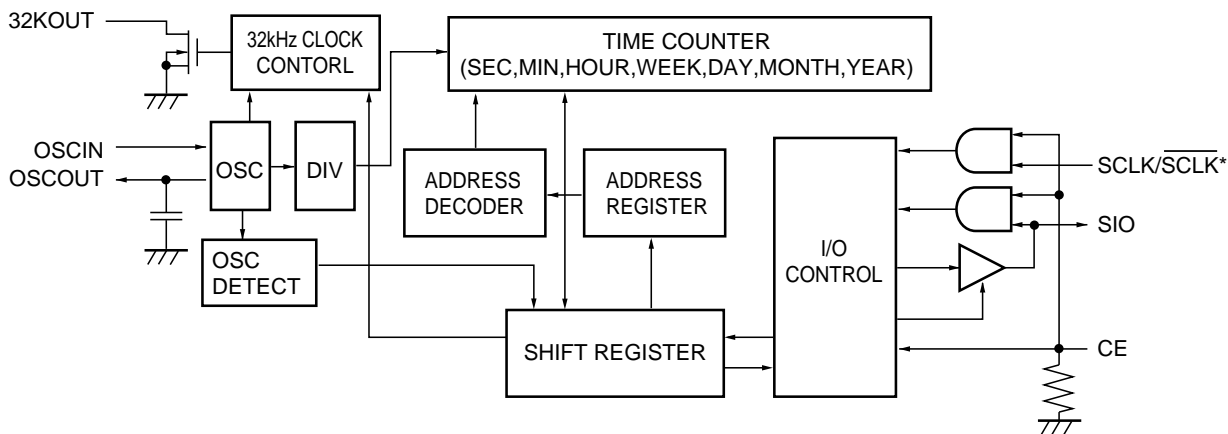 32KOUT
32kHz CLOCK
CONTORL
TIME COUNTER
(SEC,MIN,HOUR,WEEK,DAY,MONTH,YEAR)
OSCIN
OSCOUT
OSC
DIV
ADDRESS
DECODER
ADDRESS
REGISTER
I/O
CONTROL
SCLK/SCLK*
SIO
OSC
DETECT
SHIFT REGISTER
CE